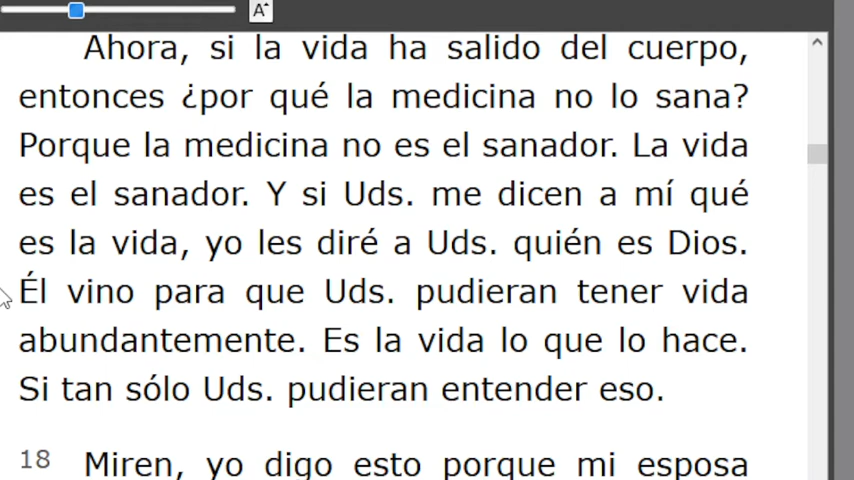 A
Ahora, si la vida ha salido del cuerpo,
entonces ¿por qué la medicina no lo sana?
Porque la medicina no es el sanador. La vida
es el sanador. Y si Uds. me dicen a mí qué
es la vida, yo les diré a Uds. quién es Dios.
Él vino para que Uds. pudieran tener vida
abundantemente. Es la vida lo que lo hace.
Si tan sólo Uds. pudieran entender eso.
18 Miren, yo digo esto porque mi esposa